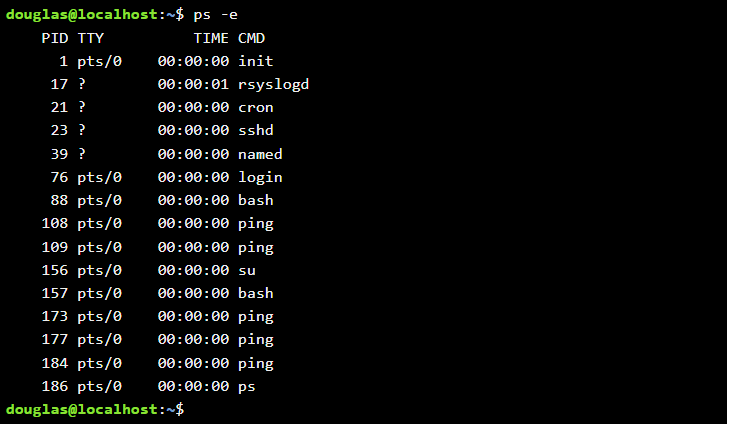 douglas@localhost:~$ ps -e
    PID TTY          TIME CMD
      1 pts/0    00:00:00 init
     17 ?        00:00:01 rsyslogd
     21 ?        00:00:00 cron
     23 ?        00:00:00 sshd
     39 ?        00:00:00 named
     76 pts/0    00:00:00 login
     88 pts/0    00:00:00 bash
    108 pts/0    00:00:00 ping
    109 pts/0    00:00:00 ping
    156 pts/0    00:00:00 su
    157 pts/0    00:00:00 bash
    173 pts/0    00:00:00 ping
    177 pts/0    00:00:00 ping
    184 pts/0    00:00:00 ping
    186 pts/0    00:00:00 ps
douglas@localhost:~$